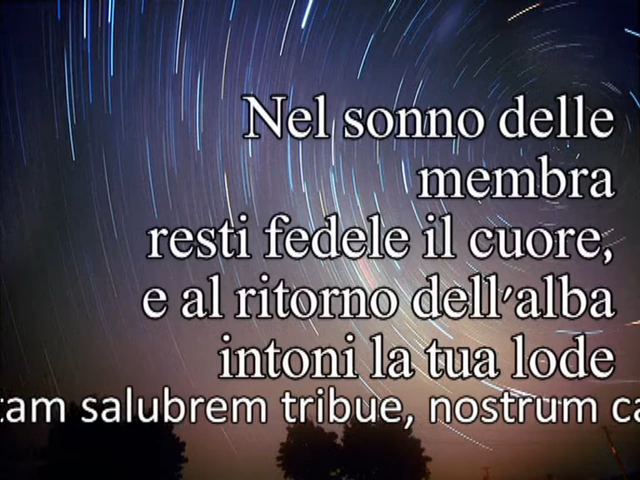 Nel sonno delle
membra
resti fedele il cuore,
e al ritorno dell'alba
intoni la tua lode
salubrem tribue, nostrum